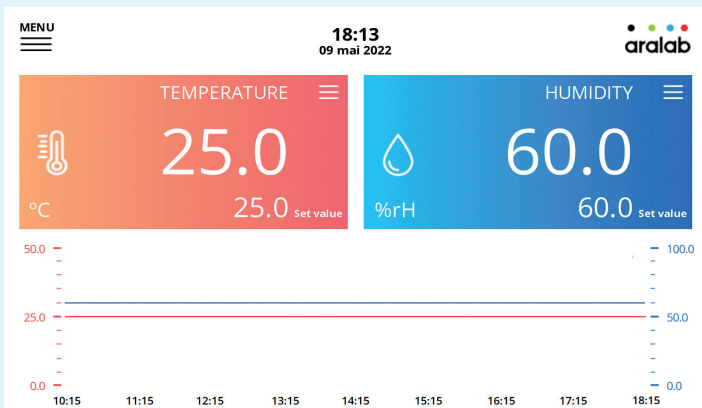 MENU
18:13
09 mai 2022
aralab
TEMPERATURE
25.0
ºC
25.0 Set value
HUMIDITY
60.0
%rH
60.0 Set value
50.0
25.0
0.0
100.0
50.0
0.0
10:15 11:15 12:15 13:15 14:15 15:15 16:15 17:15 18:15